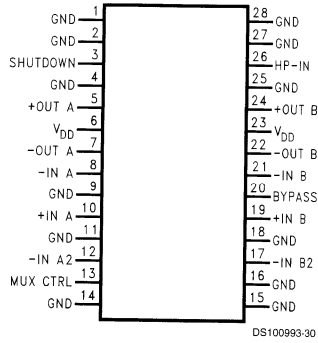 GND 1 28 GND
GND 2 27 GND
SHUTDOWN 3 26 HP-IN
GND 4 25 GND
+OUT A 5 24 +OUT B
VDD 6 23 VDD
-OUT A 7 22 -OUT B
-IN A 8 21 -IN B
GND 9 20 BYPASS
+IN A 10 19 +IN B
GND 11 18 GND
-IN A2 12 17 -IN B2
MUX CTRL 13 16 GND
GND 14 15 GND
DS100993-30